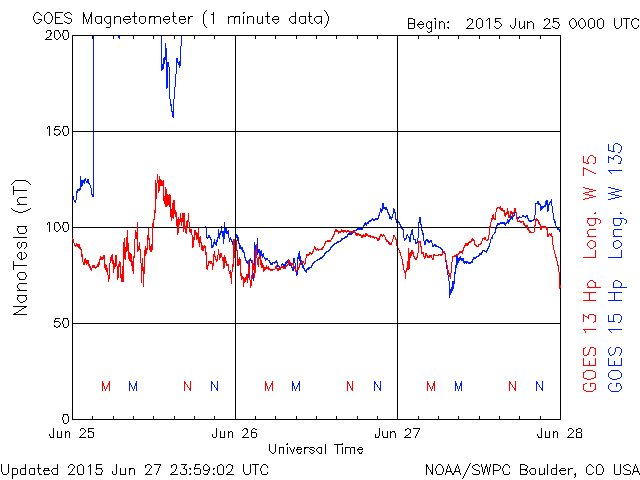 GOES Magnetometer (1 minute data)
Begin: 2015 Jun 25 0000 UTC
200
150
100
50
0
NanoTesla (nT)
GOES 13 Hp Long. W 75
GOES 15 Hp Long. W 135
M M N N M M N N M M N N
Jun 25 Jun 26 Jun 27 Jun 28
Universal Time
Updated 2015 Jun 27 23:59:02 UTC
NOAA/SWPC Boulder, CO USA